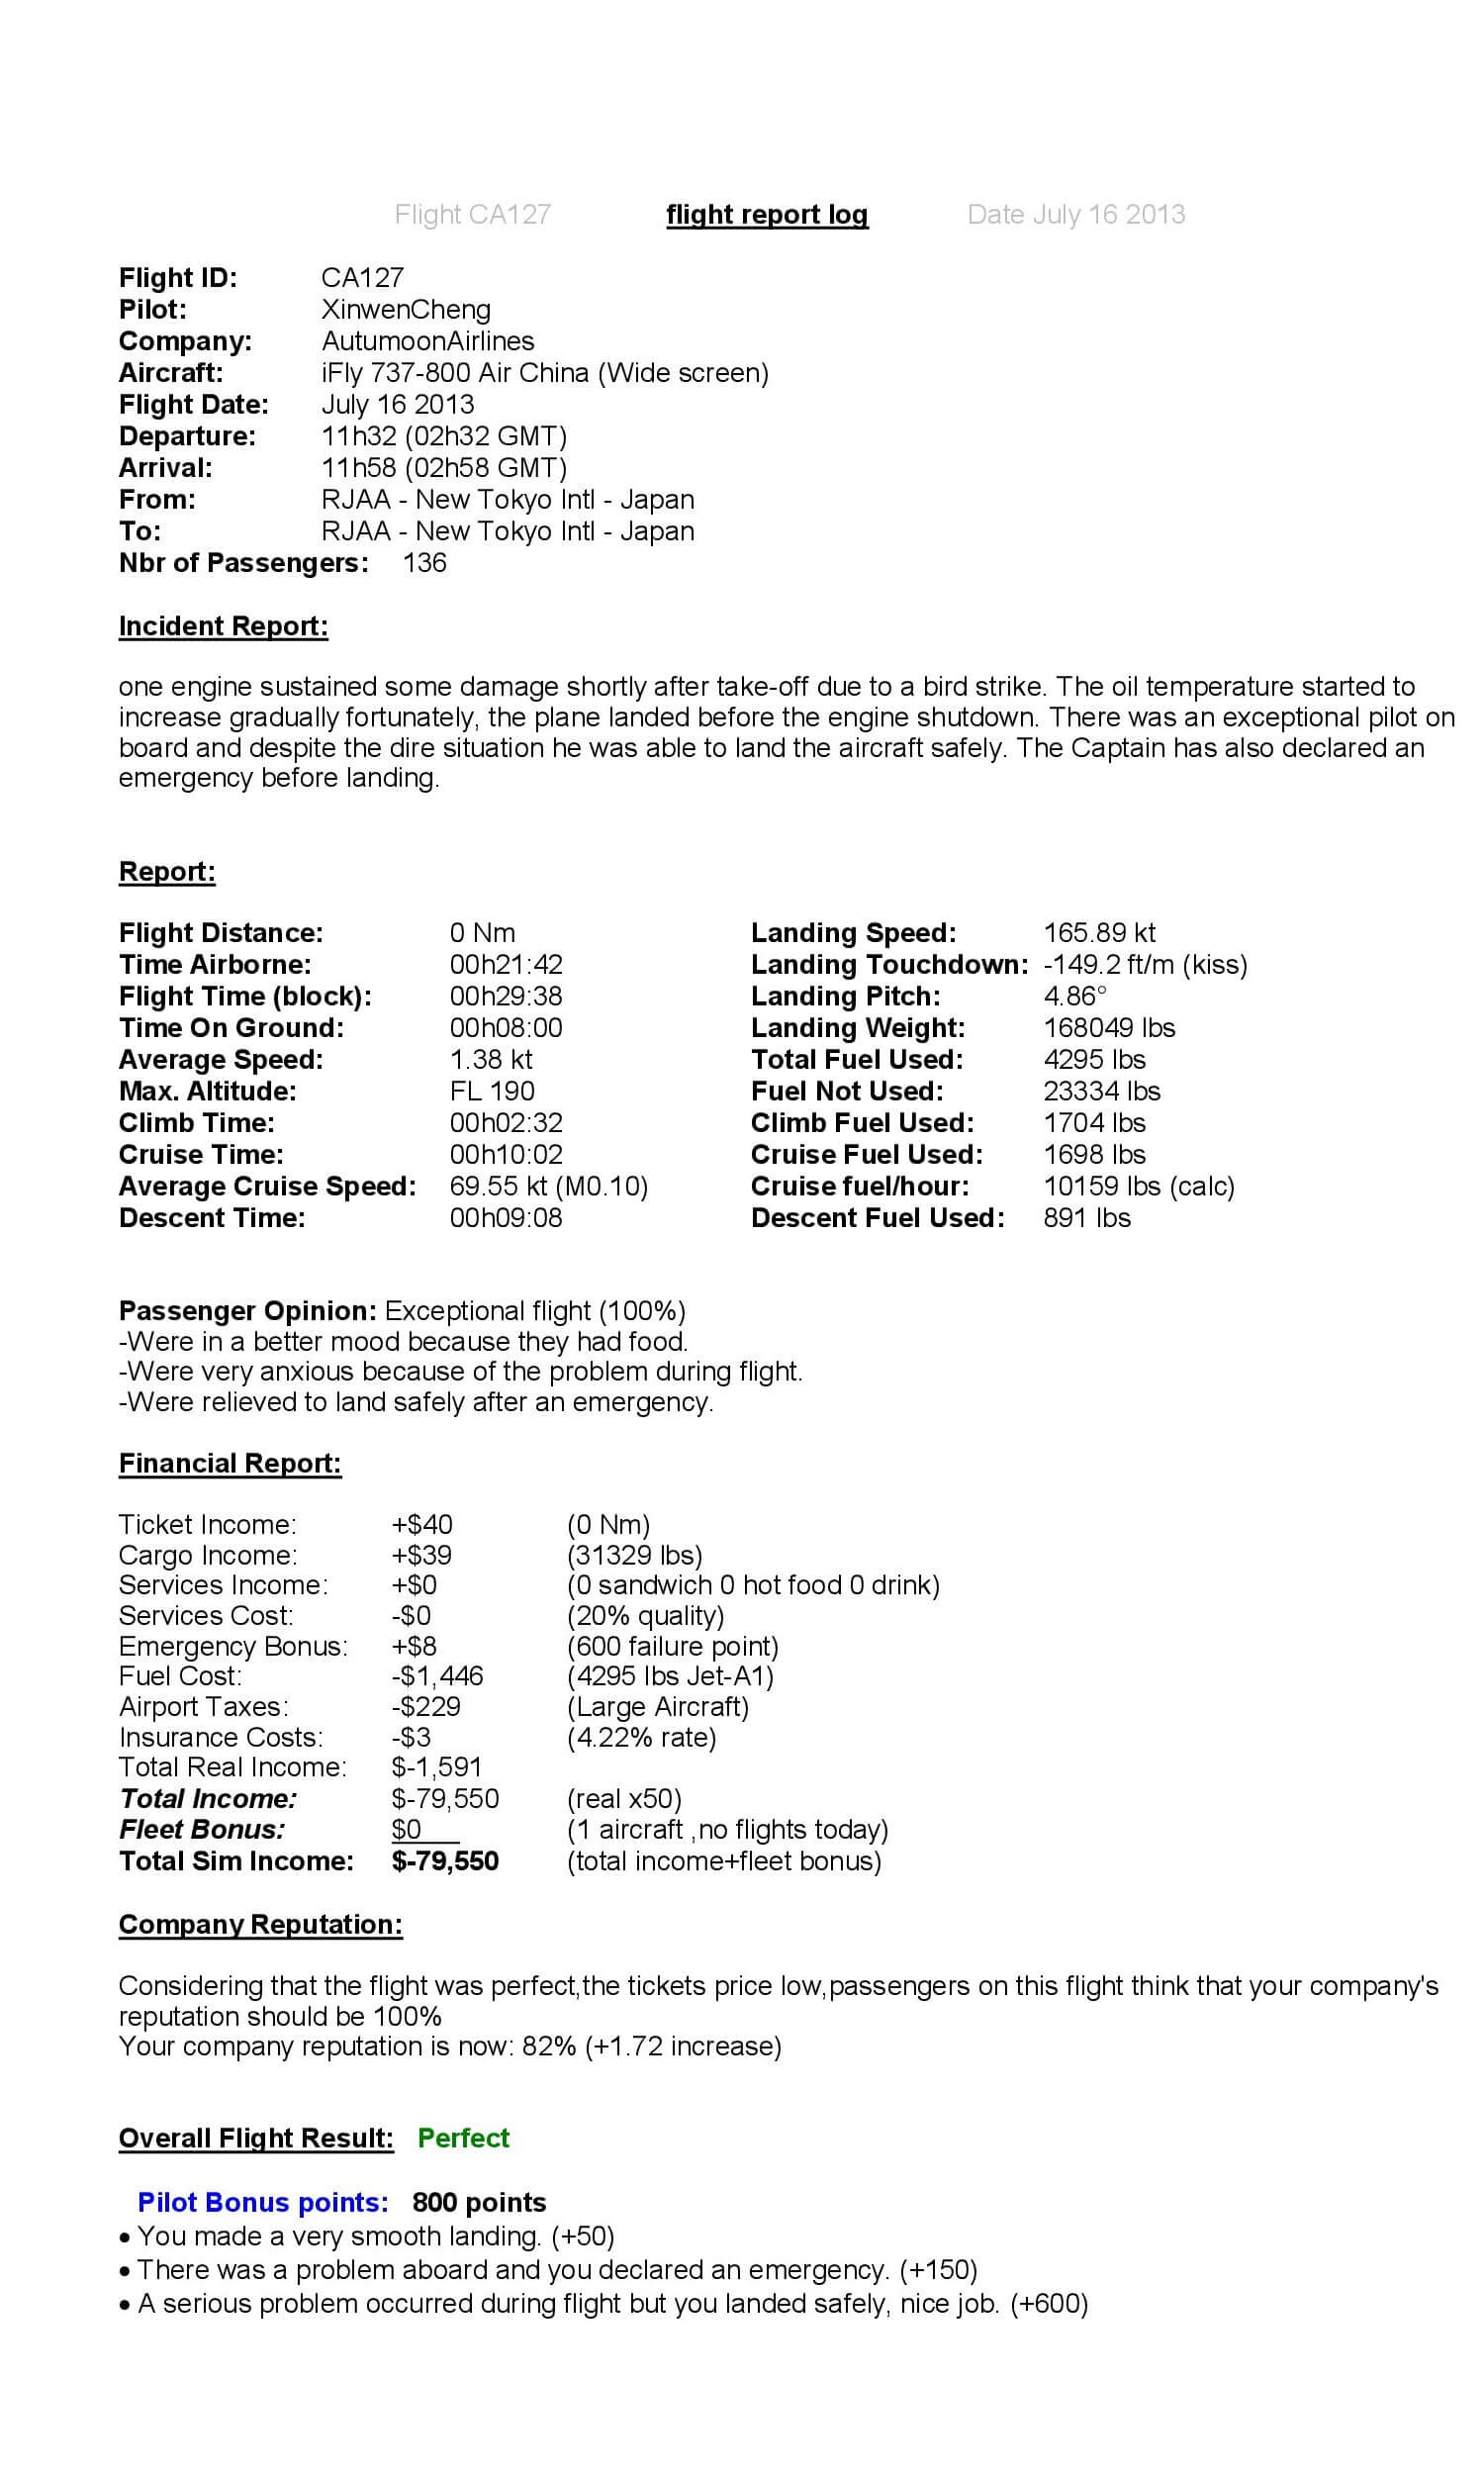 Flight CA127 flight report log Date July 16 2013
Flight ID: CA127
Pilot: XinwenCheng
Company: AutumoonAirlines
Aircraft: iFly 737-800 Air China (Wide screen)
Flight Date: July 16 2013
Departure: 11h32 (02h32 GMT)
Arrival: 11h58 (02h58 GMT)
From: RJAA - New Tokyo Intl - Japan
To: RJAA - New Tokyo Intl - Japan
Nbr of Passengers: 136
Incident Report:
one engine sustained some damage shortly after take-off due to a bird strike. The oil temperature started to
increase gradually fortunately, the plane landed before the engine shutdown. There was an exceptional pilot on
board and despite the dire situation he was able to land the aircraft safely. The Captain has also declared an
emergency before landing.
Report:
Flight Distance: 0 Nm Landing Speed: 165.89 kt
Time Airborne: 00h21:42 Landing Touchdown: -149.2 ft/m (kiss)
Flight Time (block): 00h29:38 Landing Pitch: 4.86°
Time On Ground: 00h08:00 Landing Weight: 168049 lbs
Average Speed: 1.38 kt Total Fuel Used: 4295 lbs
Max. Altitude: FL 190 Fuel Not Used: 23334 lbs
Climb Time: 00h02:32 Climb Fuel Used: 1704 lbs
Cruise Time: 00h10:02 Cruise Fuel Used: 1698 lbs
Average Cruise Speed: 69.55 kt (M0.10) Cruise fuel/hour: 10159 lbs (calc)
Descent Time: 00h09:08 Descent Fuel Used: 891 lbs
Passenger Opinion: Exceptional flight (100%)
-Were in a better mood because they had food.
-Were very anxious because of the problem during flight.
-Were relieved to land safely after an emergency.
Financial Report:
Ticket Income: +$40 (0 Nm)
Cargo Income: +$39 (31329 lbs)
Services Income: +$0 (0 sandwich 0 hot food 0 drink)
Services Cost: -$0 (20% quality)
Emergency Bonus: +$8 (600 failure point)
Fuel Cost: -$1,446 (4295 lbs Jet-A1)
Airport Taxes: -$229 (Large Aircraft)
Insurance Costs: -$3 (4.22% rate)
Total Real Income: $-1,591
Total Income: $-79,550 (real x50)
Fleet Bonus: $0 (1 aircraft ,no flights today)
Total Sim Income: $-79,550 (total income+fleet bonus)
Company Reputation:
Considering that the flight was perfect,the tickets price low,passengers on this flight think that your company's
reputation should be 100%
Your company reputation is now: 82% (+1.72 increase)
Overall Flight Result: Perfect
Pilot Bonus points: 800 points
• You made a very smooth landing. (+50)
• There was a problem aboard and you declared an emergency. (+150)
• A serious problem occurred during flight but you landed safely, nice job. (+600)